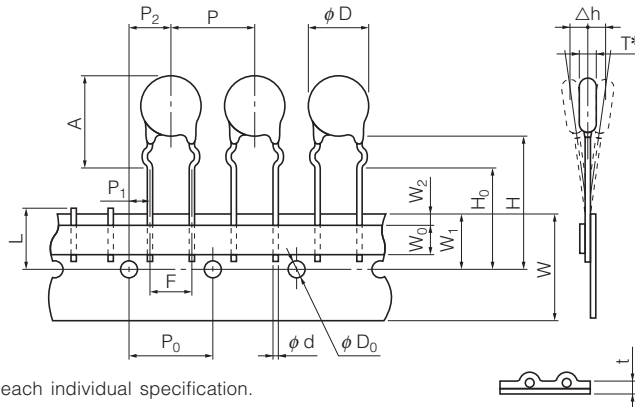 P₂
P
φD
Δh
T*
A
P₁
W₂
H₀
H
L
W₀
W₁
W
F
P₀
φd
φD₀
t
each individual specification.